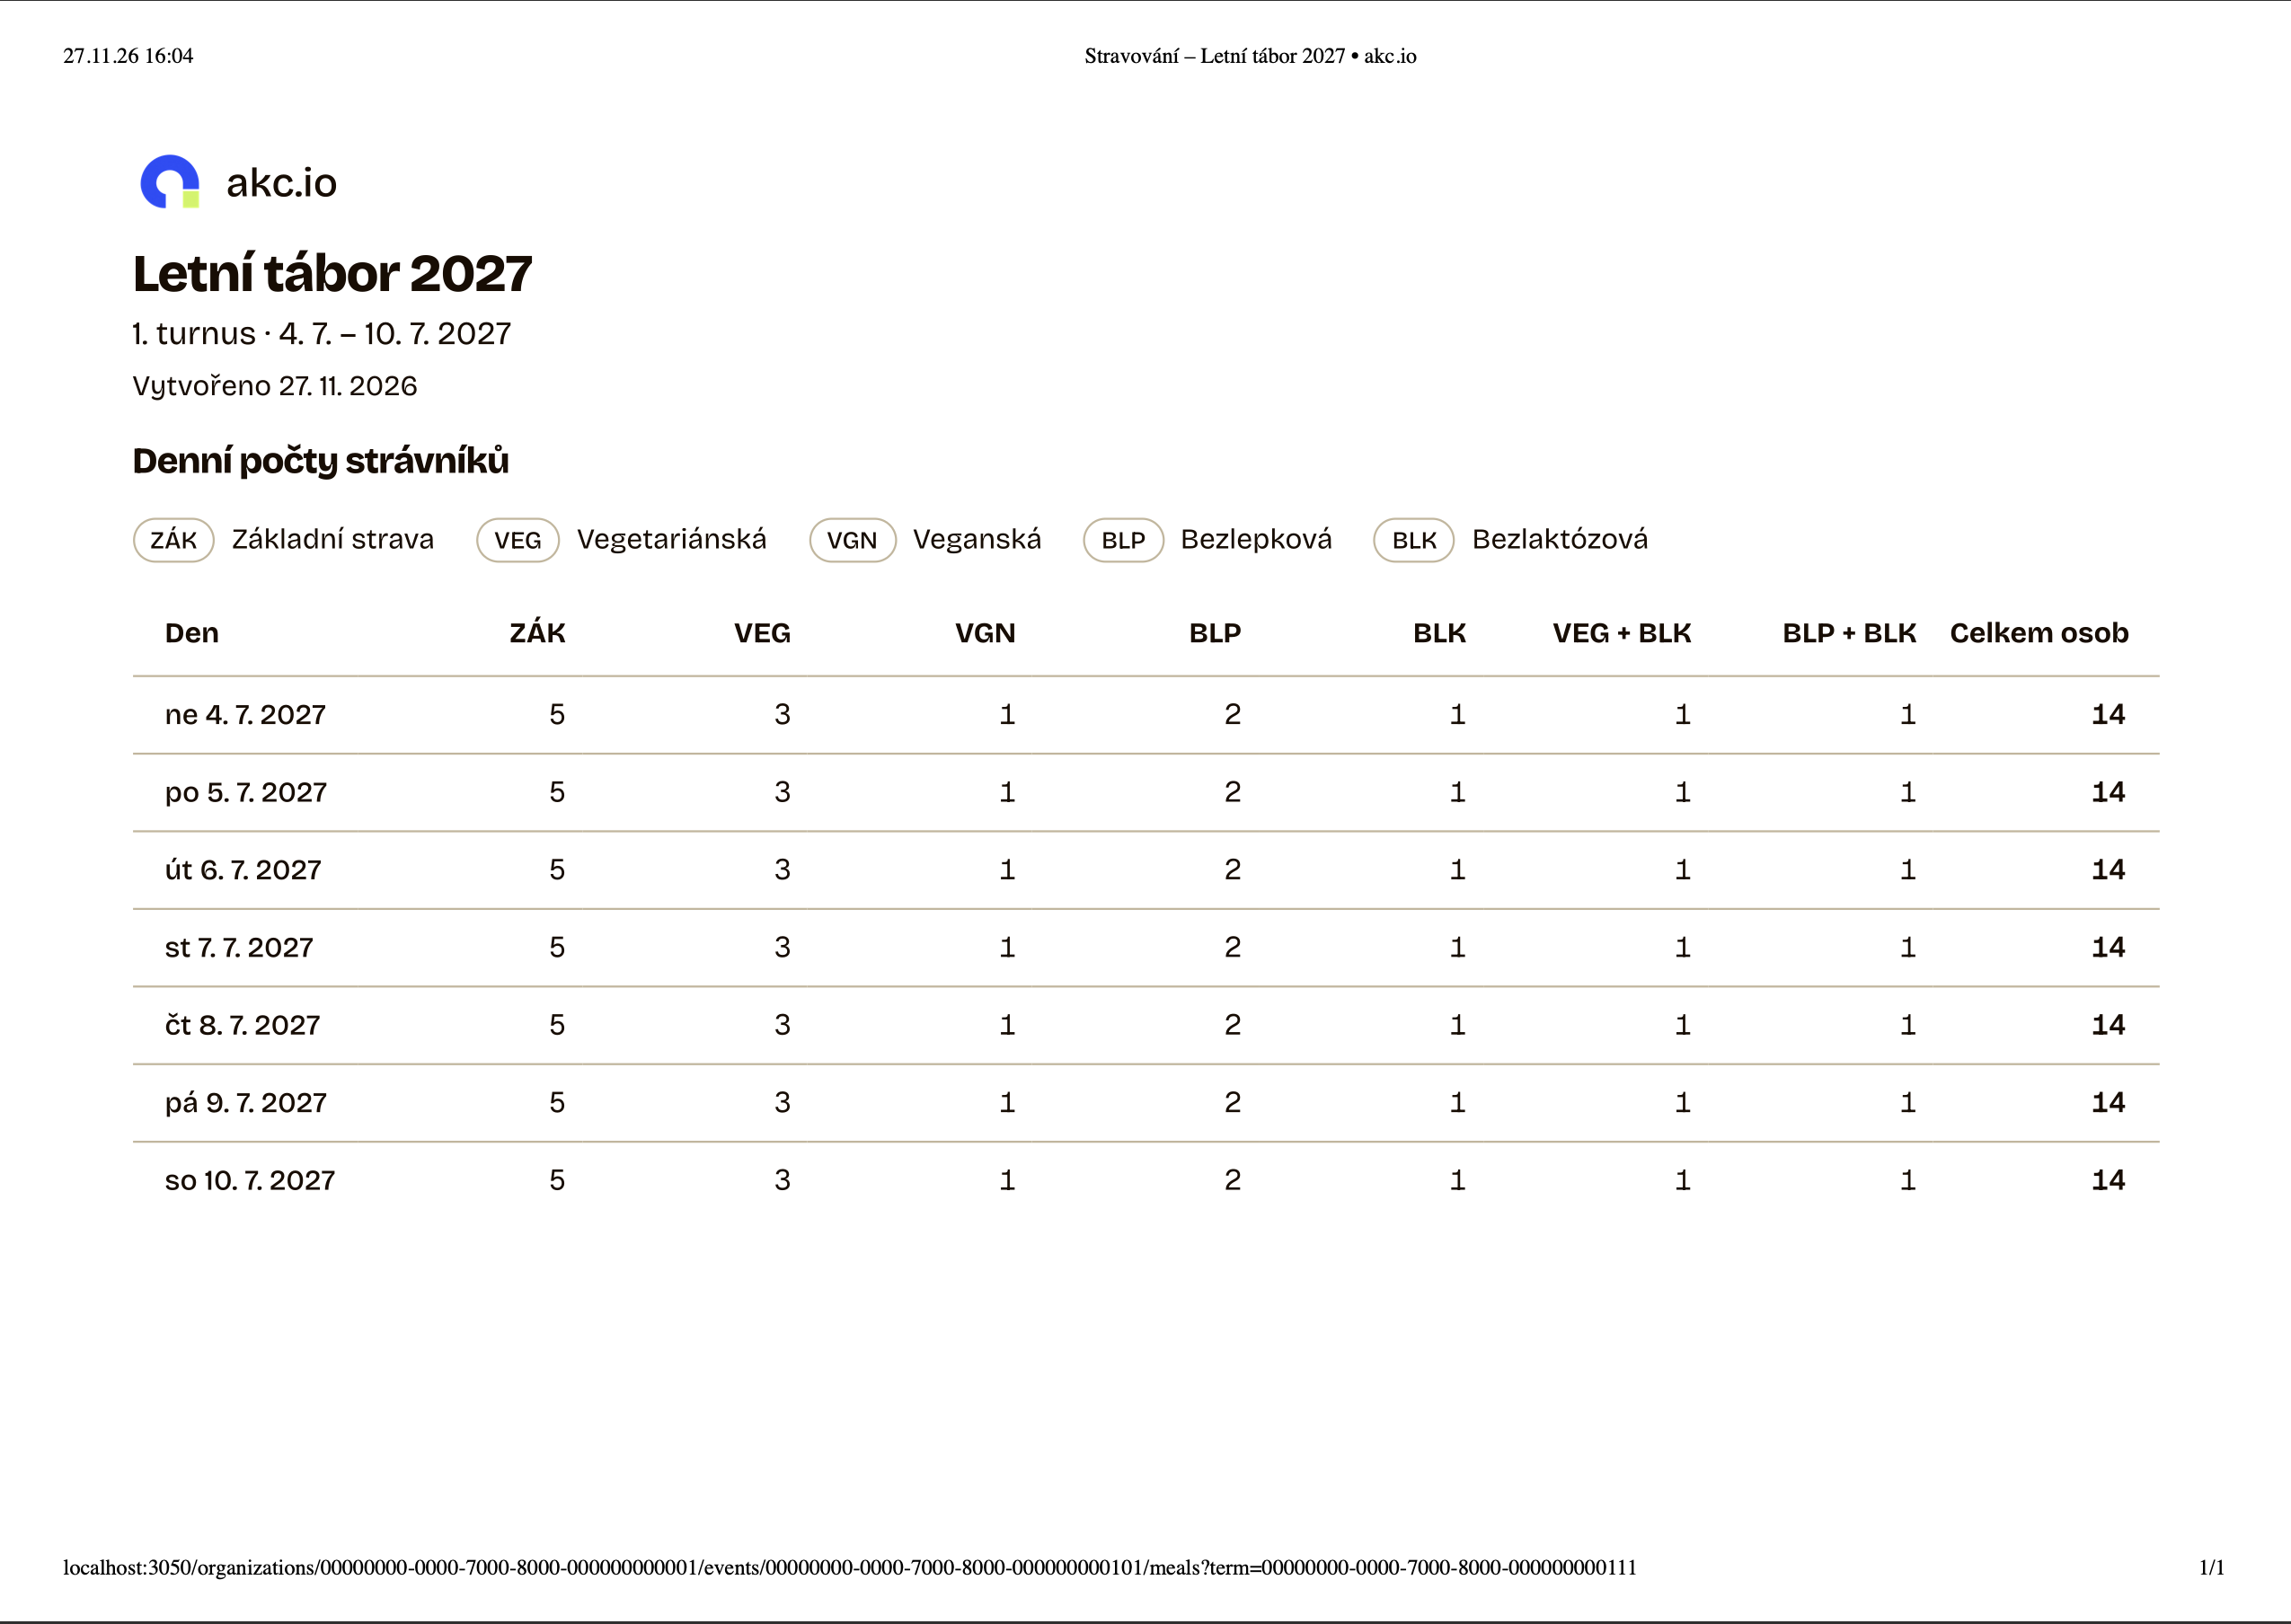 27.11.26 16:04 Stravování – Letní tábor 2027 • akc.io
akc.io
Letní tábor 2027
1. turnus · 4. 7. – 10. 7. 2027
Vytvořeno 27. 11. 2026
Denní počty strávníků
ZÁK Základní strava VEG Vegetariánská VGN Veganská BLP Bezlepková BLK Bezlaktózová
Den ZÁK VEG VGN BLP BLK VEG + BLK BLP + BLK Celkem osob
ne 4. 7. 2027 5 3 1 2 1 1 1 14
po 5. 7. 2027 5 3 1 2 1 1 1 14
út 6. 7. 2027 5 3 1 2 1 1 1 14
st 7. 7. 2027 5 3 1 2 1 1 1 14
čt 8. 7. 2027 5 3 1 2 1 1 1 14
pá 9. 7. 2027 5 3 1 2 1 1 1 14
so 10. 7. 2027 5 3 1 2 1 1 1 14
localhost:3050/organizations/00000000-0000-7000-8000-000000000001/events/00000000-0000-7000-8000-000000000101/meals?term=00000000-0000-7000-8000-000000000111 1/1